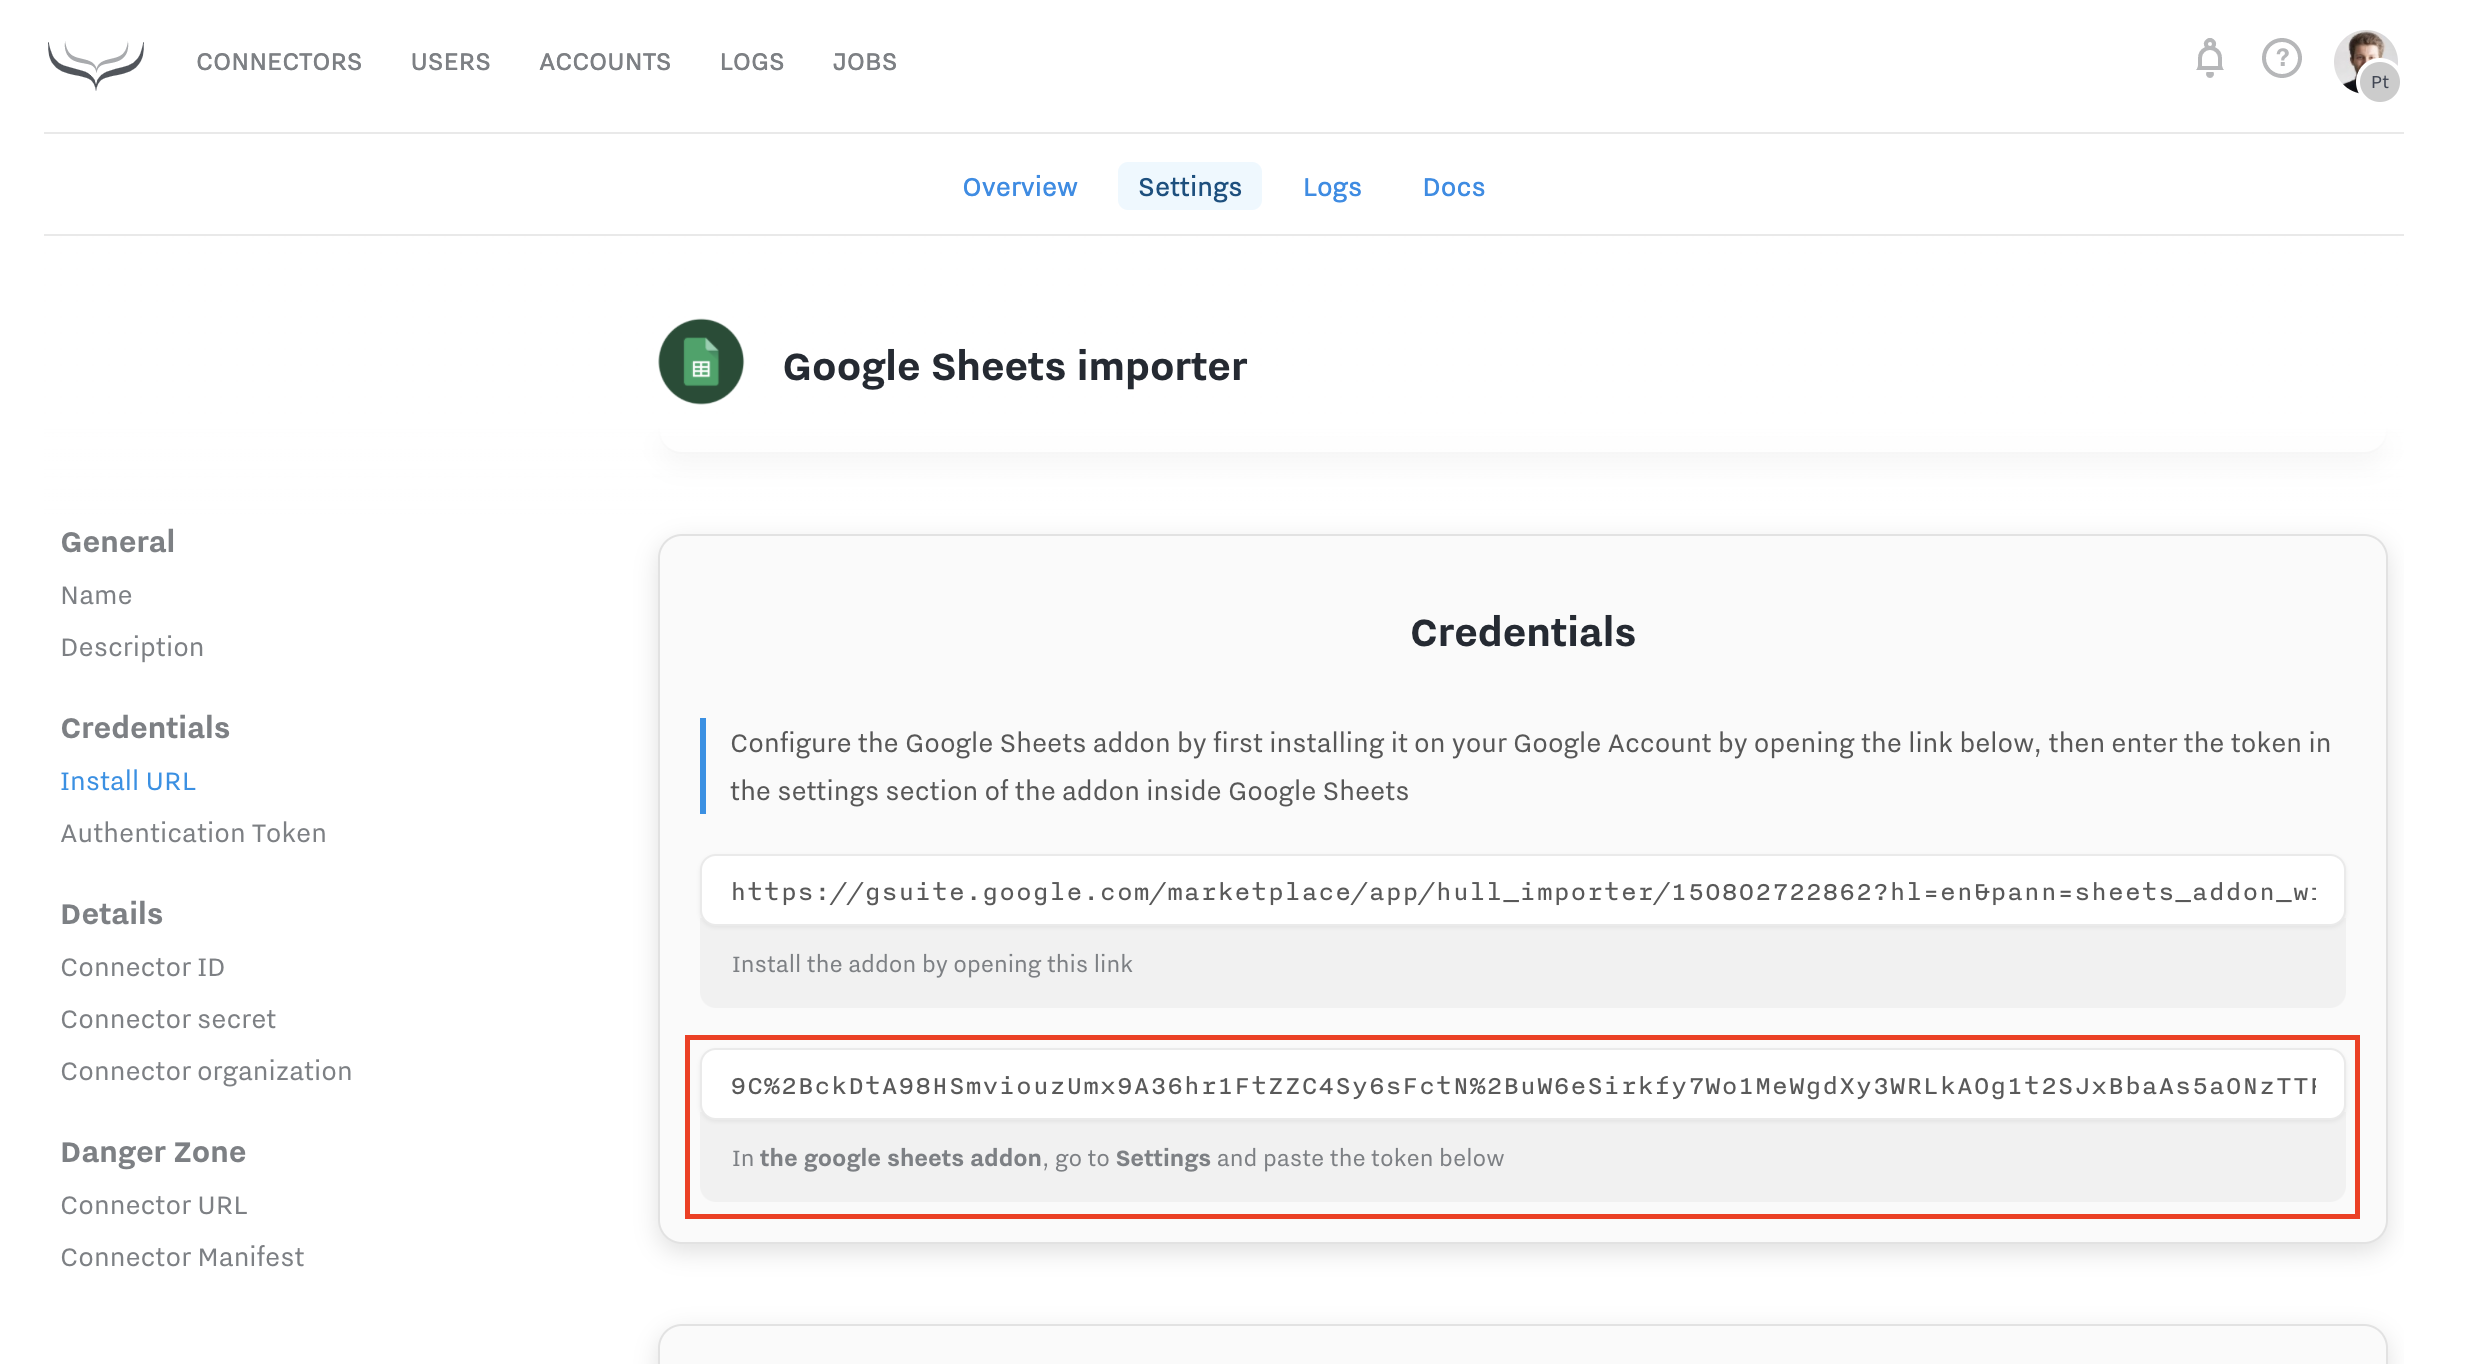 CONNECTORS USERS ACCOUNTS LOGS JOBS
Pt
Overview Settings Logs Docs
Google Sheets importer
General
Name
Description
Credentials
Install URL
Authentication Token
Details
Connector ID
Connector secret
Connector organization
Danger Zone
Connector URL
Connector Manifest
Credentials
Configure the Google Sheets addon by first installing it on your Google Account by opening the link below, then enter the token in
the settings section of the addon inside Google Sheets
https://gsuite.google.com/marketplace/app/hull_importer/150802722862?hl=en&pann=sheets_addon_wi
Install the addon by opening this link
9C%2BckDtA98HSmviouzUmx9A36hr1FtZZC4Sy6sFctN%2BuW6eSirkfy7Wo1MeWgdXy3WRLkAOg1t2SJxBbaAs5aONzTTF
In the google sheets addon, go to Settings and paste the token below